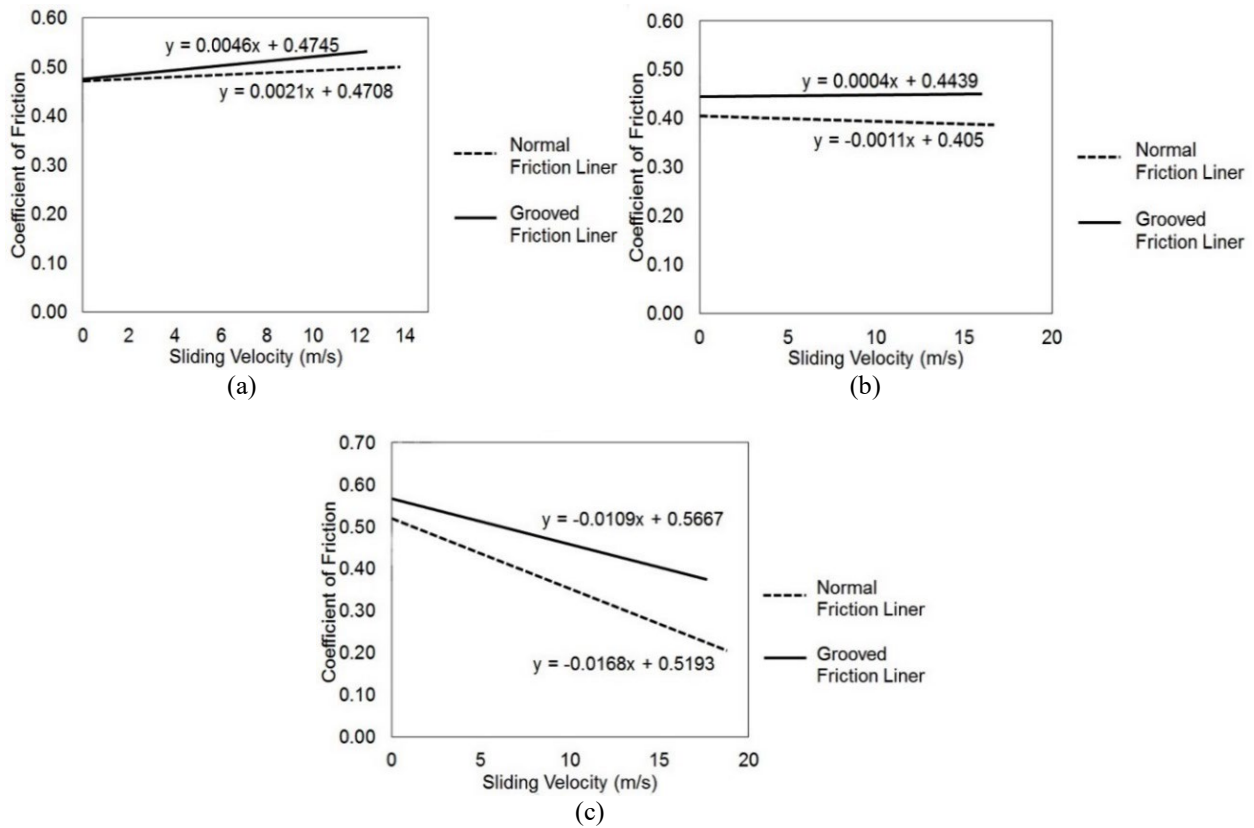 0.60
0.50
0.40
0.30
0.20
0.10
0.00
Coefficient of Friction
y = 0.0046x + 0.4745
y = 0.0021x + 0.4708
0 2 4 6 8 10 12 14
Sliding Velocity (m/s)
Normal
Friction Liner
Grooved
Friction Liner
(a)
0.60
0.50
0.40
0.30
0.20
0.10
0.00
Coefficient of Friction
y = 0.0004x + 0.4439
y = -0.0011x + 0.405
0 5 10 15 20
Sliding Velocity (m/s)
Normal
Friction Liner
Grooved
Friction Liner
(b)
0.70
0.60
0.50
0.40
0.30
0.20
0.10
0.00
Coefficient of Friction
y = -0.0109x + 0.5667
y = -0.0168x + 0.5193
0 5 10 15 20
Sliding Velocity (m/s)
Normal
Friction Liner
Grooved
Friction Liner
(c)